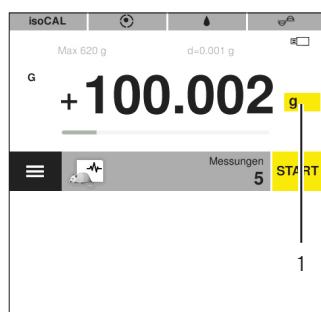 isoCAL
Max 620 g d=0.001 g
G
+100.002 g
Messungen
5
START
1